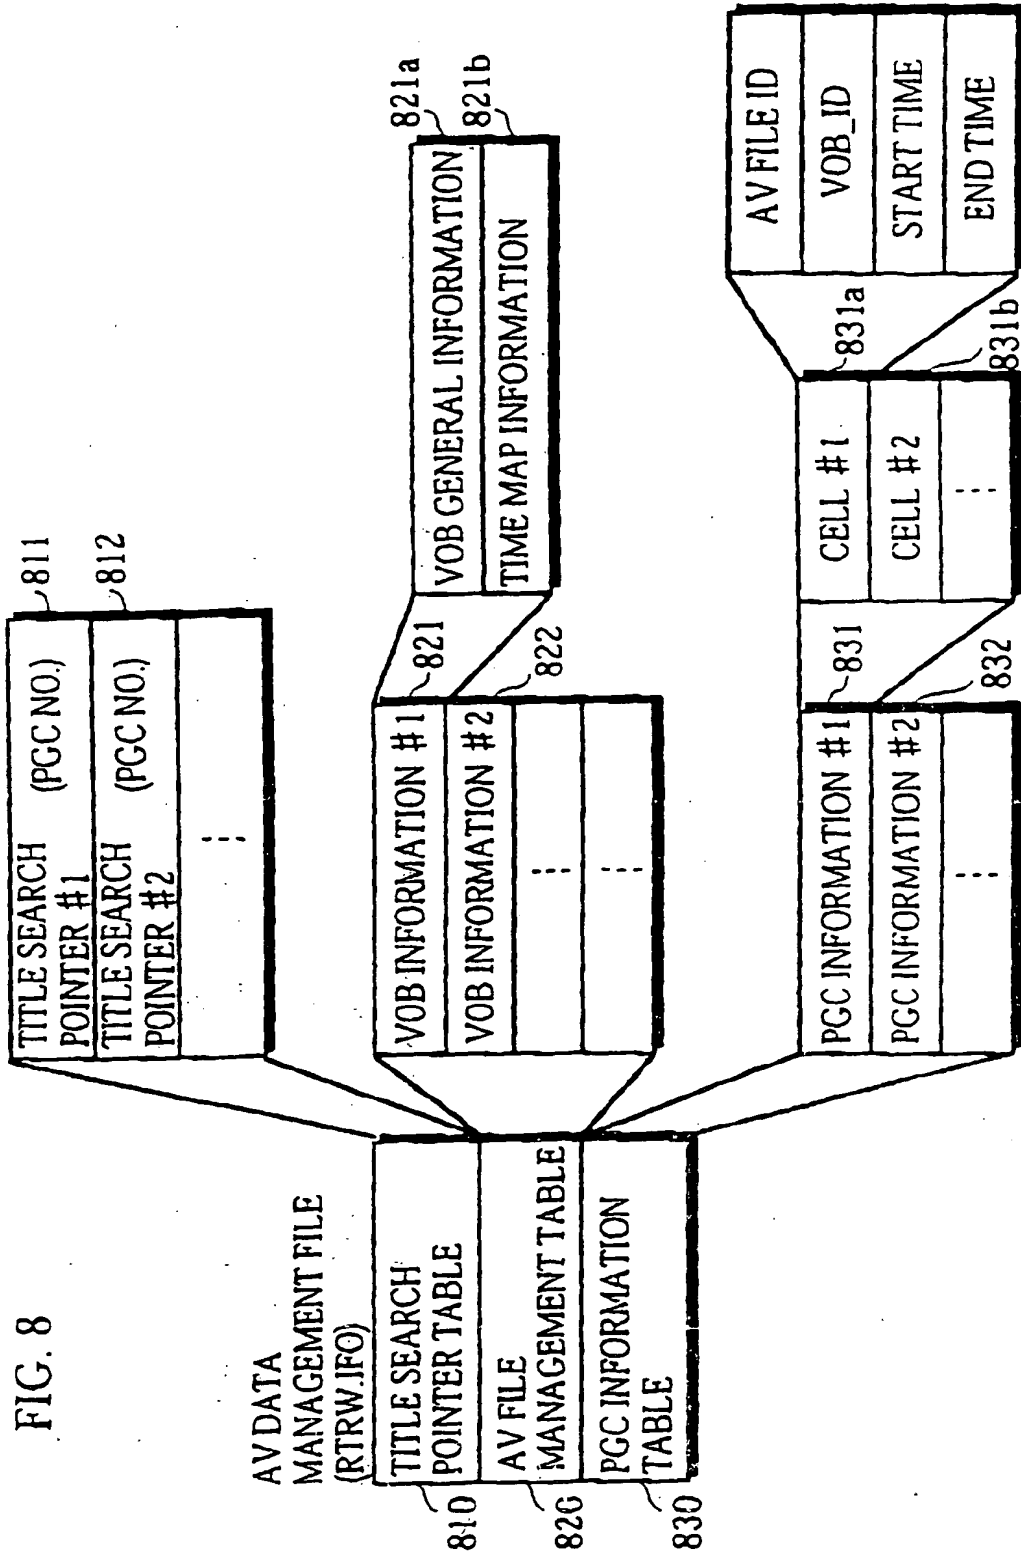 FIG. 8
AV DATA
MANAGEMENT FILE
(RTRW.IFO)
TITLE SEARCH
POINTER TABLE
810
AV FILE
MANAGEMENT TABLE
820
PGC INFORMATION
TABLE
830
TITLE SEARCH (PGC NO.)
POINTER #1
811
TITLE SEARCH (PGC NO.)
POINTER #2
812
VOB INFORMATION #1
821
VOB INFORMATION #2
822
VOB GENERAL INFORMATION
821a
TIME MAP INFORMATION
821b
PGC INFORMATION #1
831
PGC INFORMATION #2
832
CELL #1
831a
CELL #2
831b
AV FILE ID
VOB_ID
START TIME
END TIME